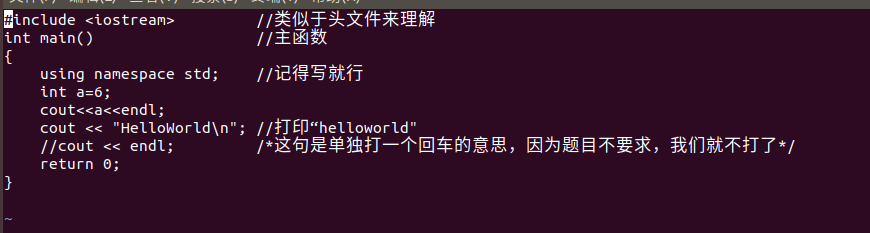 #include <iostream>          //类似于头文件来理解
int main()                   //主函数
{
    using namespace std;     //记得写就行
    int a=6;
    cout<<a<<endl;
    cout << "HelloWorld\n"; //打印“helloworld"
    //cout << endl;          /*这句是单独打一个回车的意思，因为题目不要求，我们就不打了*/
    return 0;
}
~